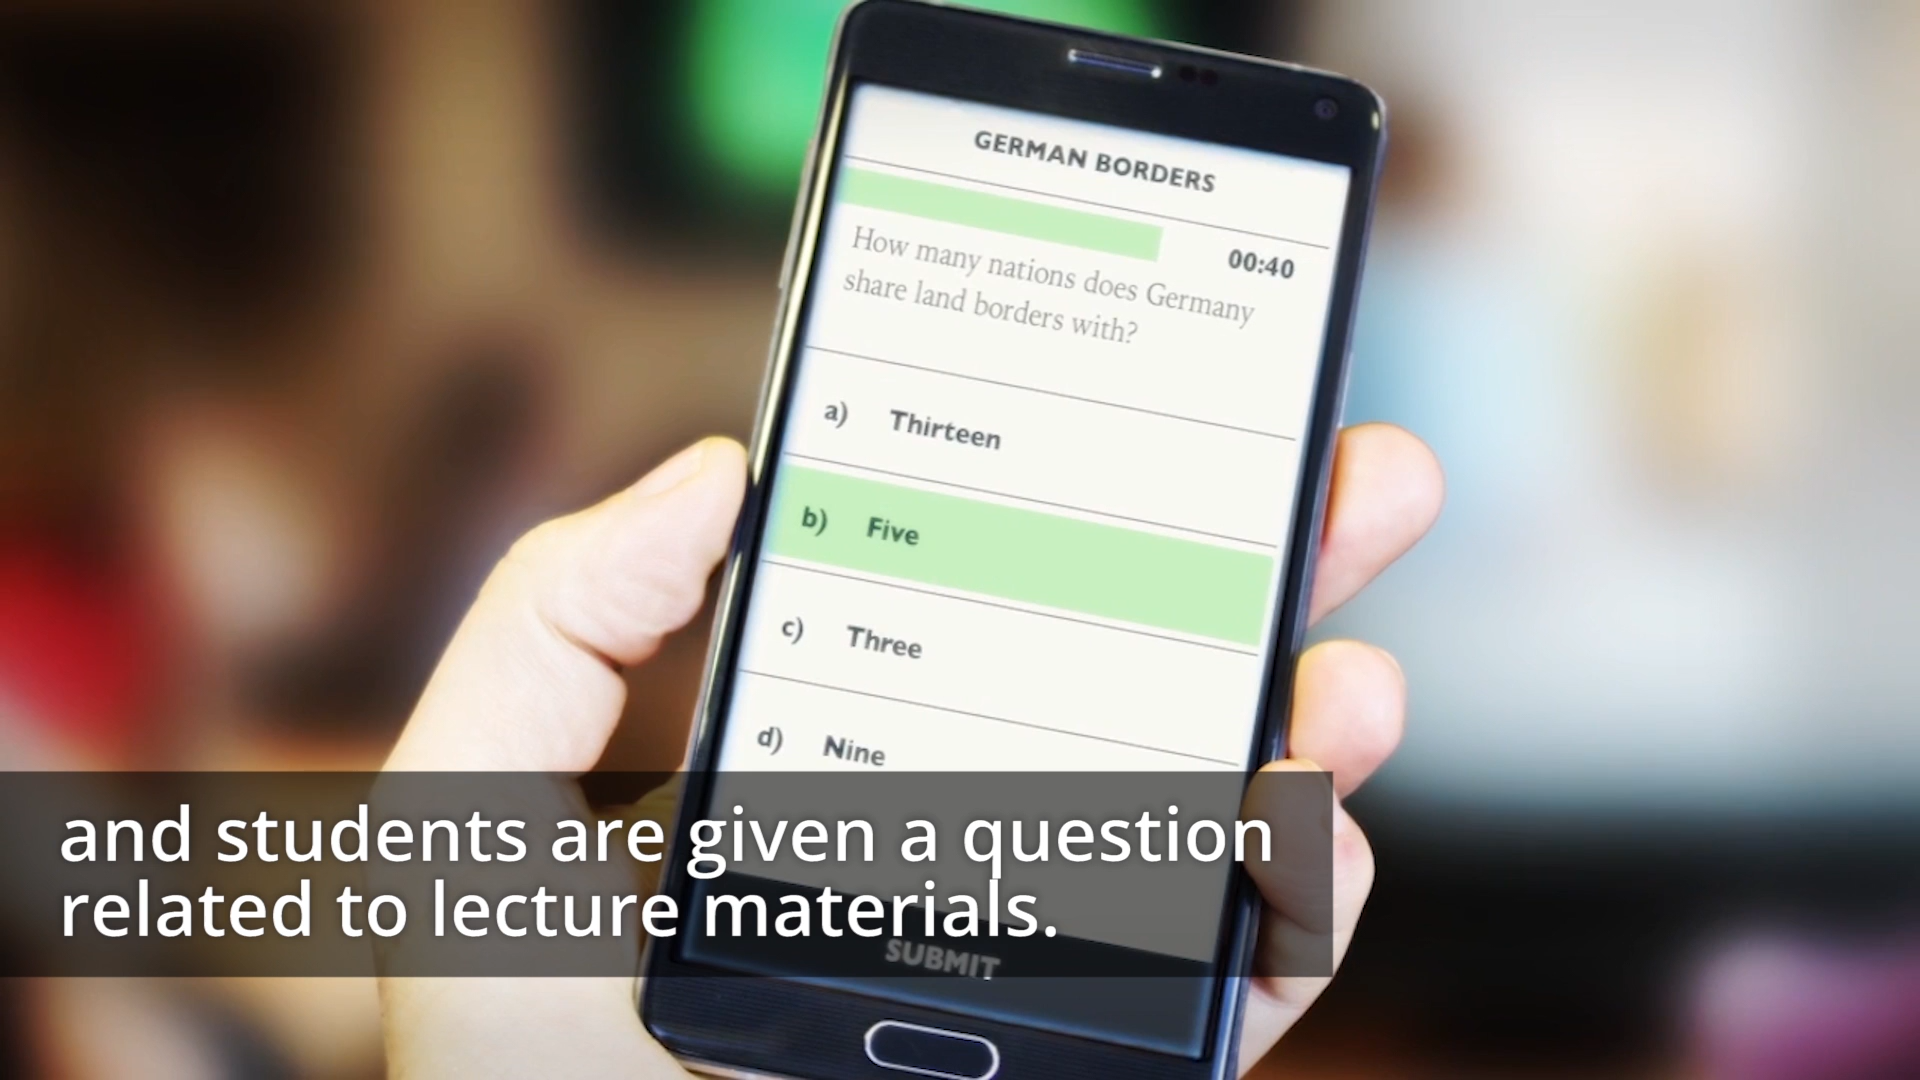 GERMAN BORDERS
00:40
How many nations does Germany
share land borders with?
a) Thirteen
b) Five
c) Three
d) Nine
and students are given a question
related to lecture materials.
SUBMIT